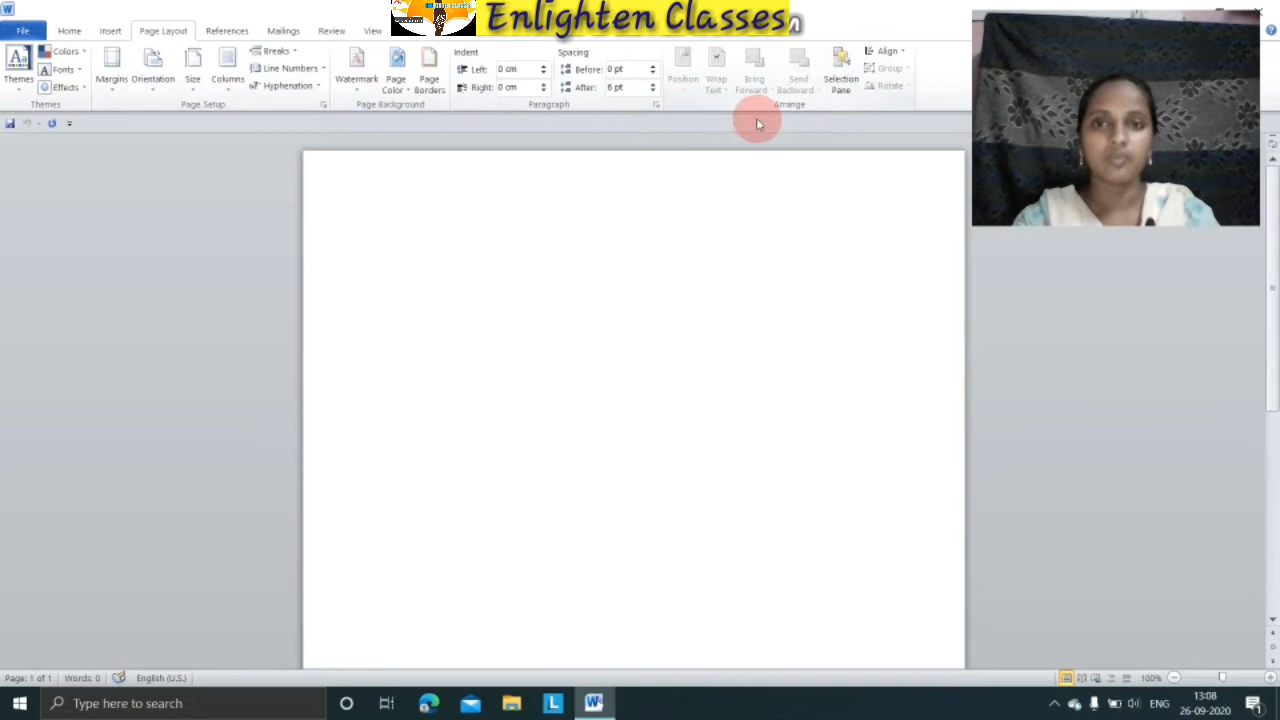 Enlighten Classes
File Home Insert Page Layout References Mailings Review View
Themes Colors Fonts Effects Margins Orientation Size Columns Breaks Line Numbers Hyphenation Watermark Page Color Page Borders Indent Left: 0 cm Right: 0 cm Spacing Before: 0 pt After: 6 pt Position Wrap Text Bring Forward Send Backward Selection Pane Align Group Rotate
Themes Page Setup Page Background Paragraph Arrange
Page: 1 of 1 Words: 0 English (U.S.) 100%
Type here to search ENG 13:08
26-09-2020